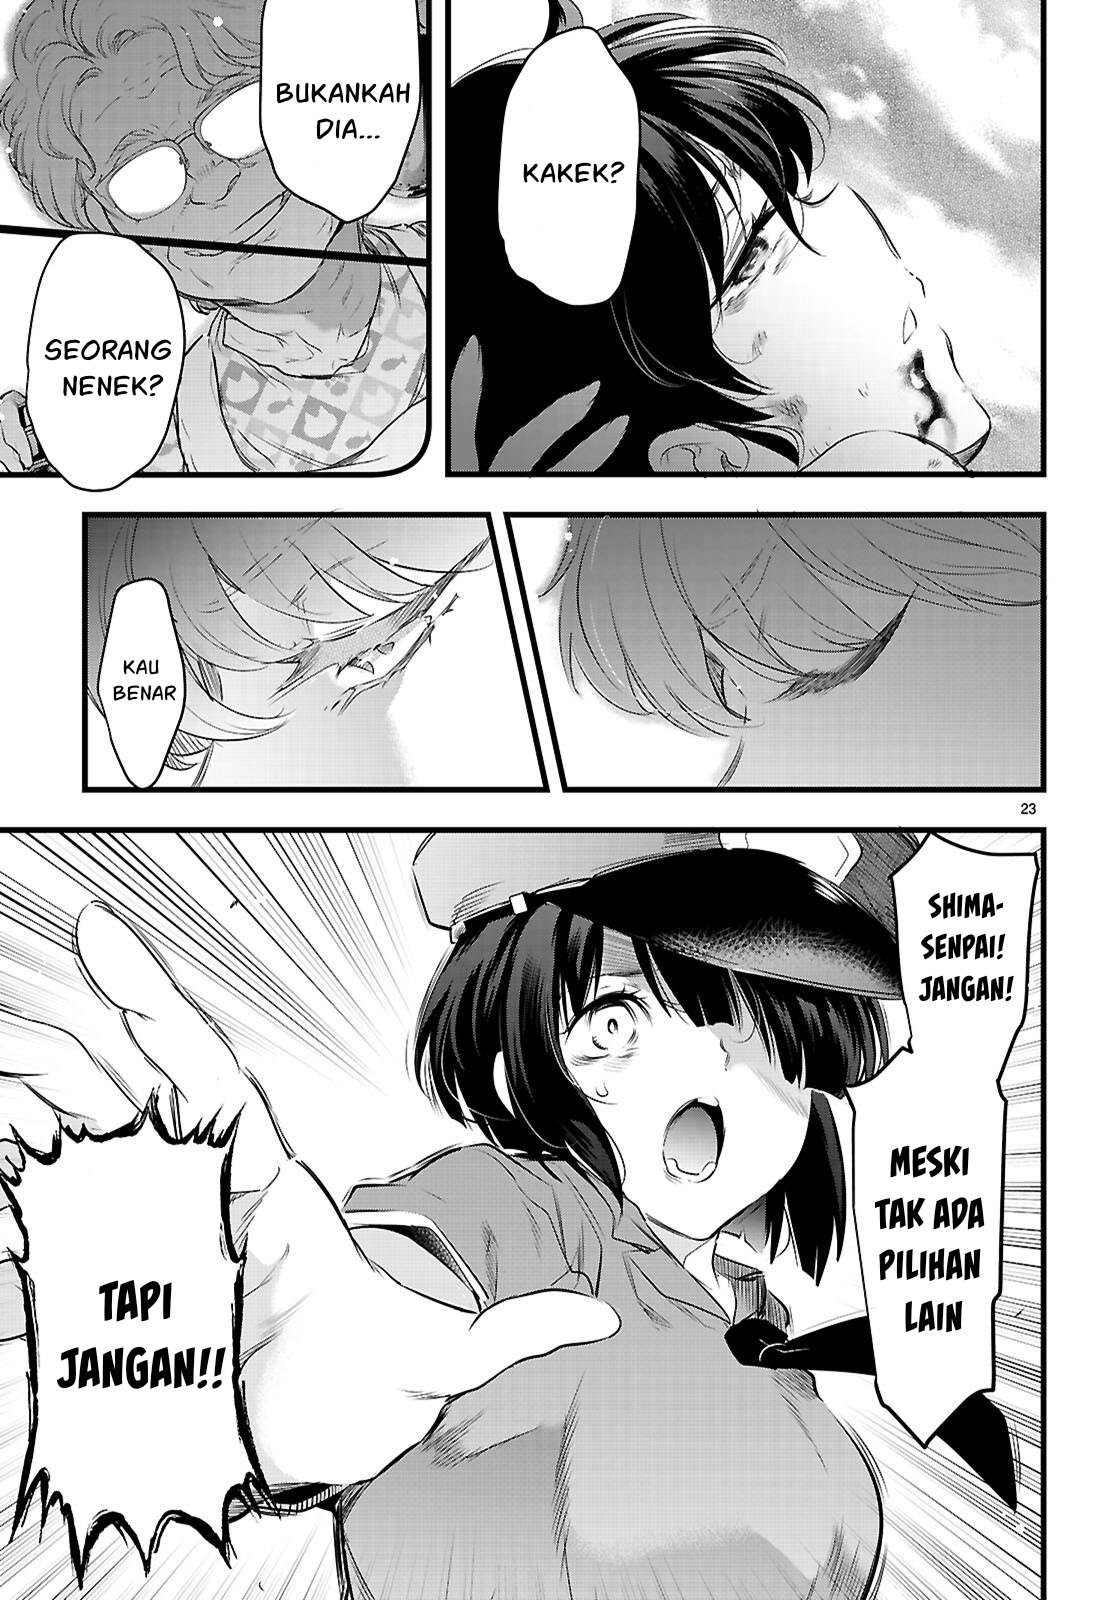 KAKEK?
BUKANKAH
DIA...
SEORANG
NENEK?
KAU
BENAR
23
SHIMA-
SENPAI!
JANGAN!
MESKI
TAK ADA
PILIHAN
LAIN
TAPI
JANGAN!!